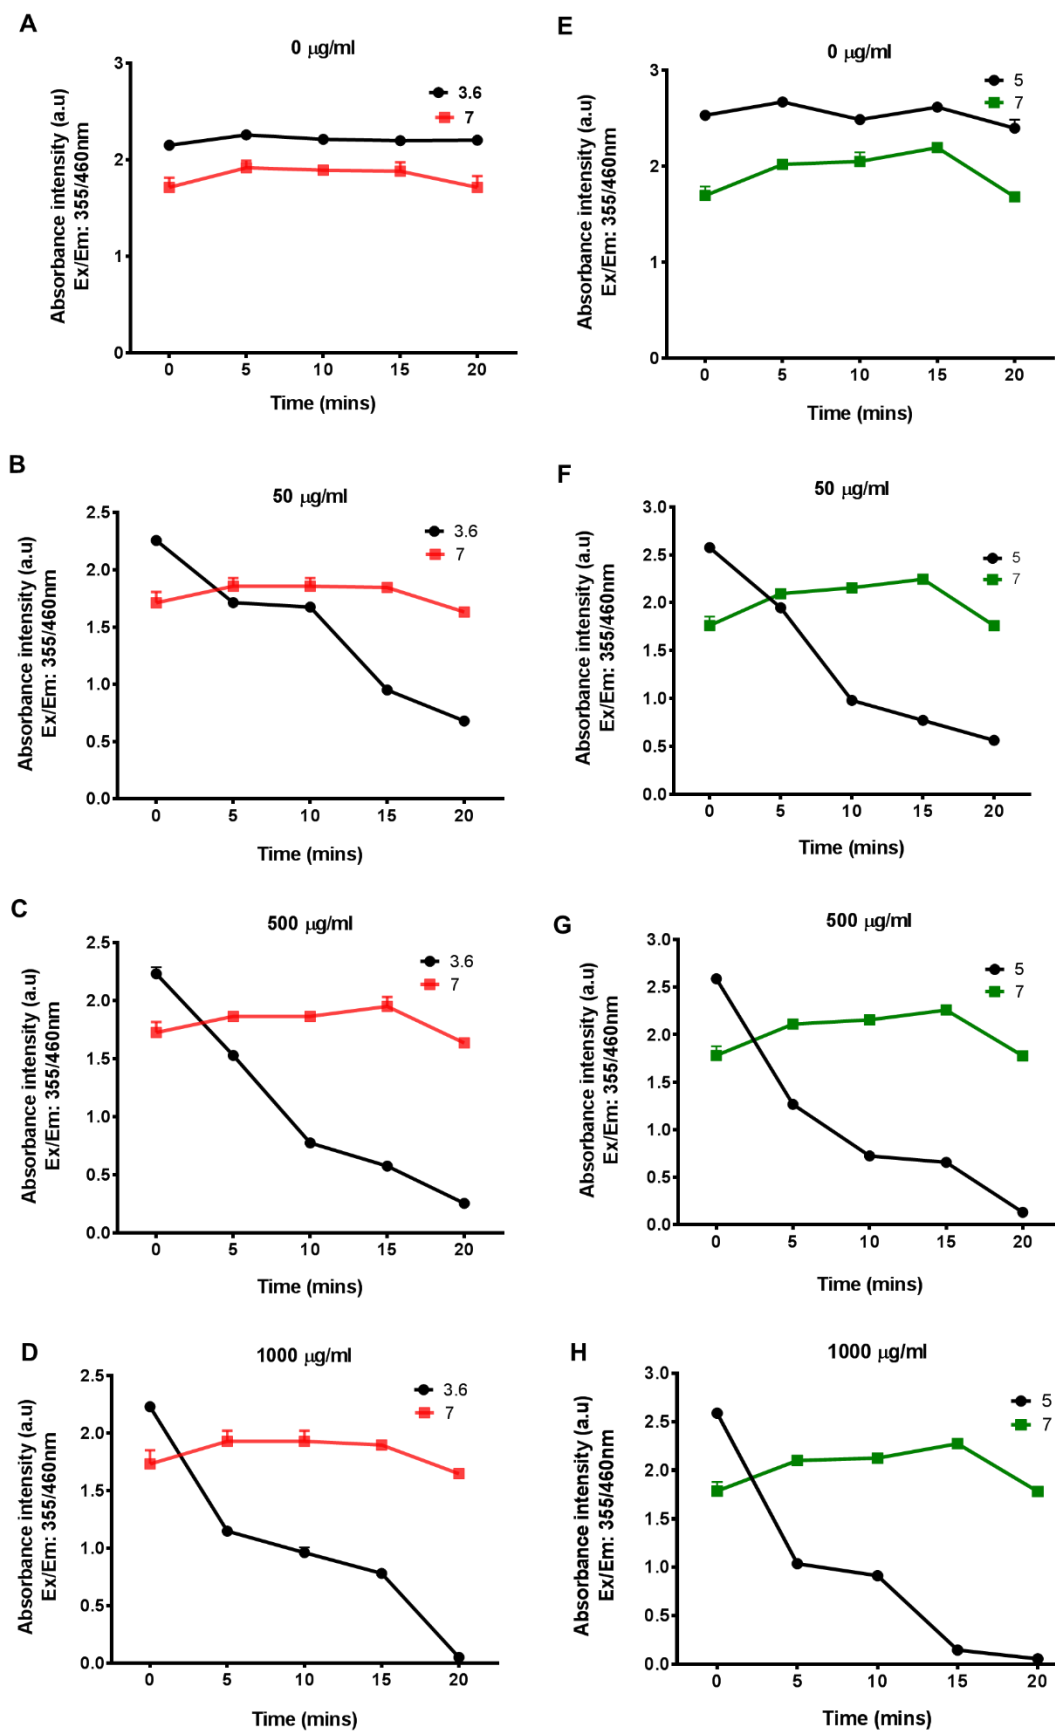 A
0 μg/ml
3.6
7
3
2
1
0
Absorbance intensity (a.u)
Ex/Em: 355/460nm
0 5 10 15 20
Time (mins)
B
50 μg/ml
3.6
7
2.5
2.0
1.5
1.0
0.5
0.0
Absorbance intensity (a.u)
Ex/Em: 355/460nm
0 5 10 15 20
Time (mins)
C
500 μg/ml
3.6
7
2.5
2.0
1.5
1.0
0.5
0.0
Absorbance intensity (a.u)
Ex/Em: 355/460nm
0 5 10 15 20
Time (mins)
D
1000 μg/ml
3.6
7
2.5
2.0
1.5
1.0
0.5
0.0
Absorbance intensity (a.u)
Ex/Em: 355/460nm
0 5 10 15 20
Time (mins)
E
0 μg/ml
5
7
3
2
1
0
Absorbance intensity (a.u)
Ex/Em: 355/460nm
0 5 10 15 20
Time (mins)
F
50 μg/ml
5
7
3.0
2.5
2.0
1.5
1.0
0.5
0.0
Absorbance intensity (a.u)
Ex/Em: 355/460nm
0 5 10 15 20
Time (mins)
G
500 μg/ml
5
7
3.0
2.5
2.0
1.5
1.0
0.5
0.0
Absorbance intensity (a.u)
Ex/Em: 355/460nm
0 5 10 15 20
Time (mins)
H
1000 μg/ml
5
7
3.0
2.5
2.0
1.5
1.0
0.5
0.0
Absorbance intensity (a.u)
Ex/Em: 355/460nm
0 5 10 15 20
Time (mins)